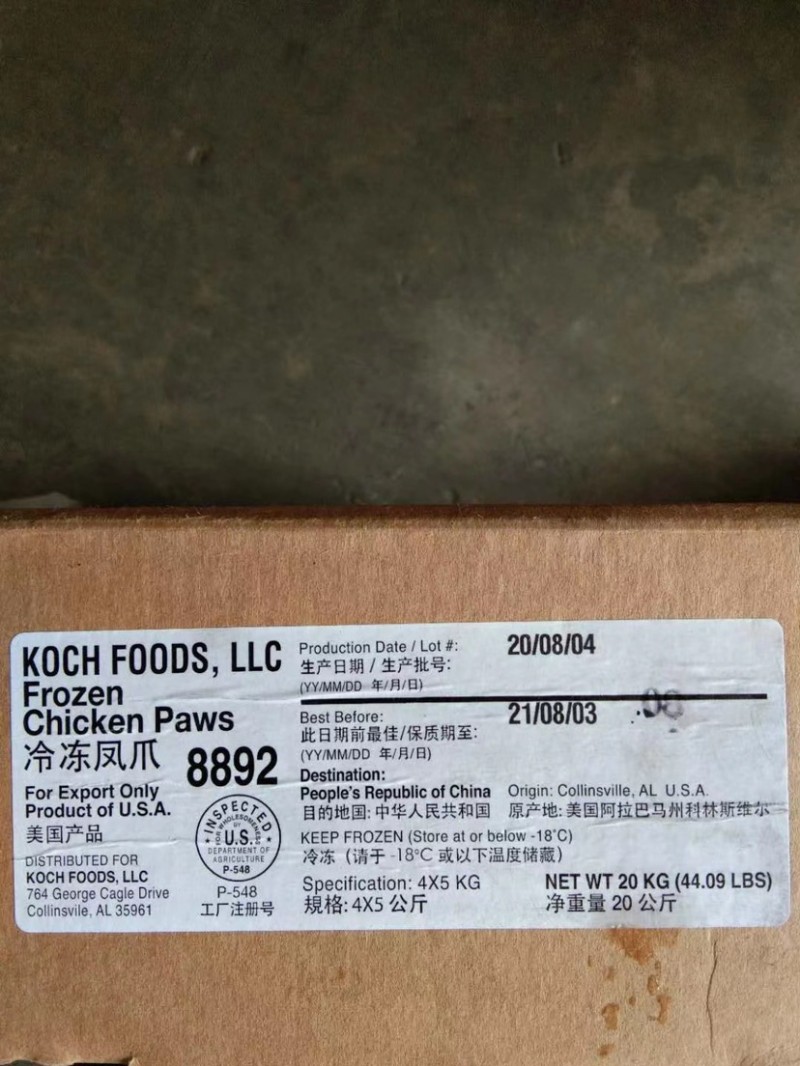 KOCH FOODS, LLC
Frozen
Chicken Paws
冷冻凤爪
8892
For Export Only
Product of U.S.A.
美国产品
DISTRIBUTED FOR
KOCH FOODS, LLC
764 George Cagle Drive
Collinsvile, AL 35961
INSPECTED
FOR WHOLESOMENESS
BY
U.S.
DEPARTMENT OF
AGRICULTURE
P-548
P-548
工厂注册号
Production Date / Lot #: 20/08/04
生产日期 / 生产批号:
(YY/MM/DD 年/月/日)
Best Before: 21/08/03
此日期前最佳/保质期至:
(YY/MM/DD 年/月/日)
Destination:
People's Republic of China Origin: Collinsville, AL U.S.A.
目的地国: 中华人民共和国 原产地: 美国阿拉巴马州科林斯维尔
KEEP FROZEN (Store at or below -18°C)
冷冻 (请于 -18°C 或以下温度储藏)
Specification: 4X5 KG NET WT 20 KG (44.09 LBS)
规格: 4X5 公斤 净重量 20 公斤